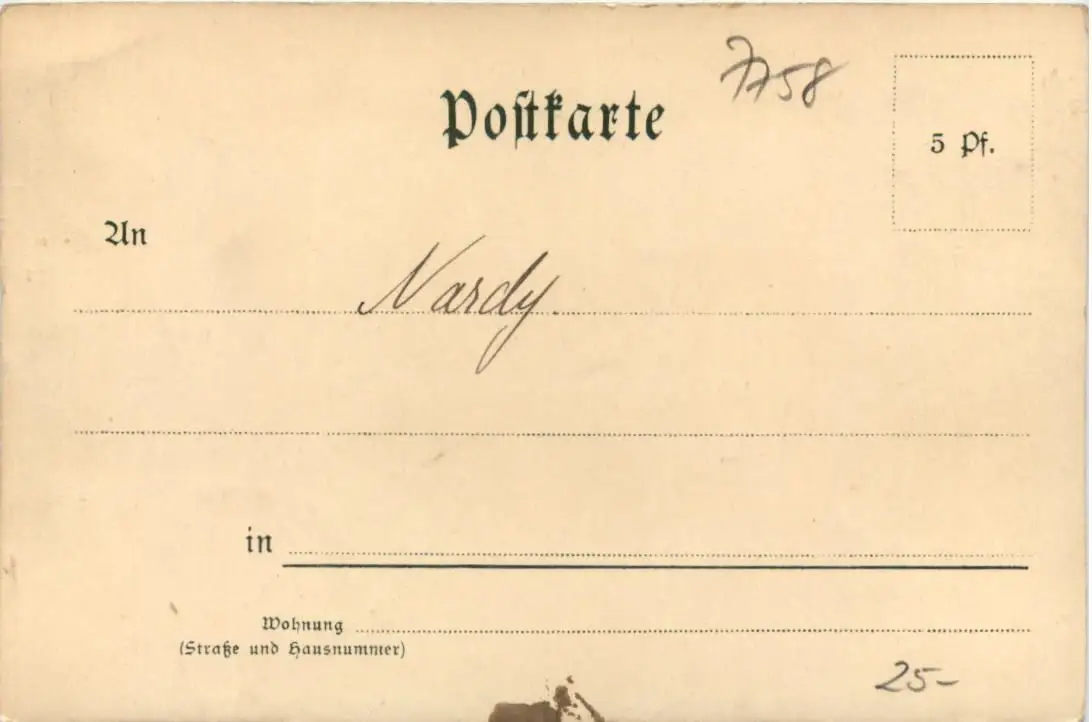 7758
Postkarte
5 Pf.
An
Nardy
in
Wohnung
(Straße und Hausnummer)
25-